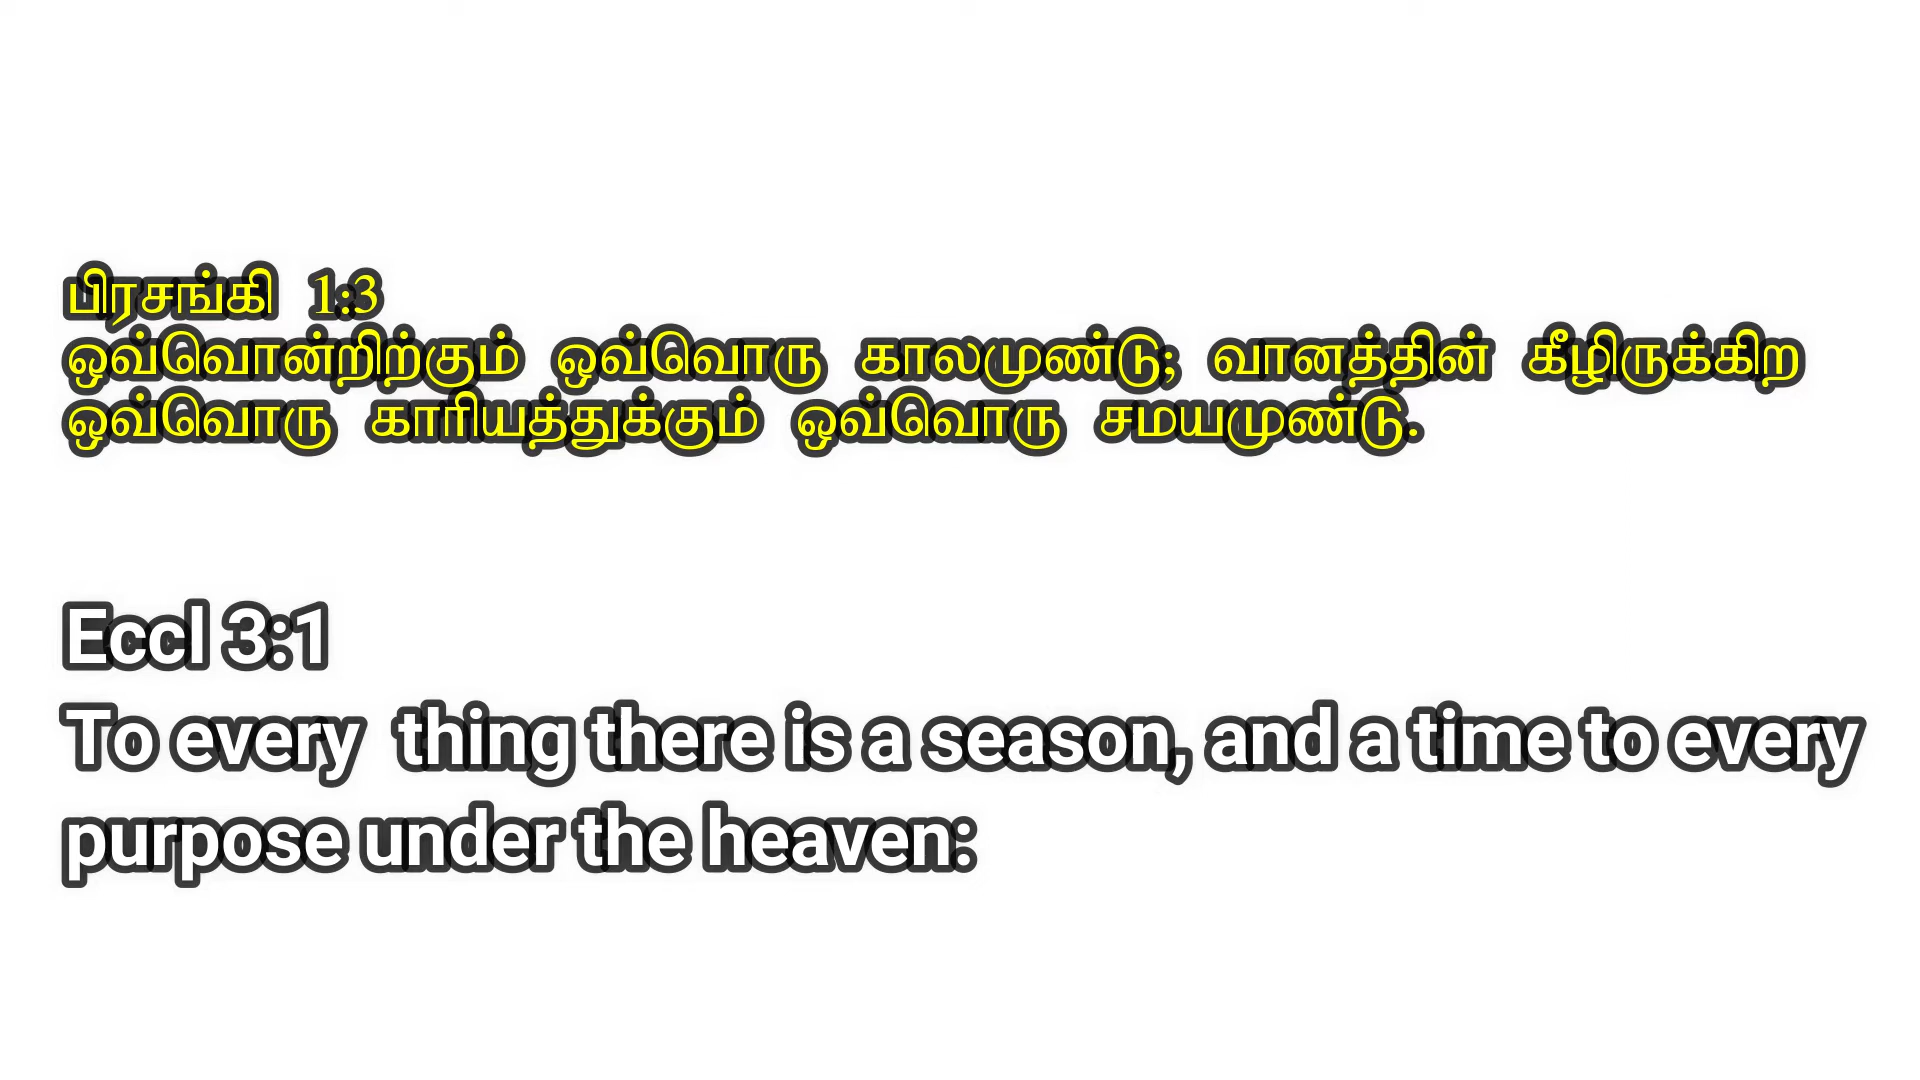 பிரசங்கி 1:3
ஒவ்வொன்றிற்கும் ஒவ்வொரு காலமுண்டு; வானத்தின் கீழிருக்கிற
ஒவ்வொரு காரியத்துக்கும் ஒவ்வொரு சமயமுண்டு.
Eccl 3:1
To every thing there is a season, and a time to every
purpose under the heaven: